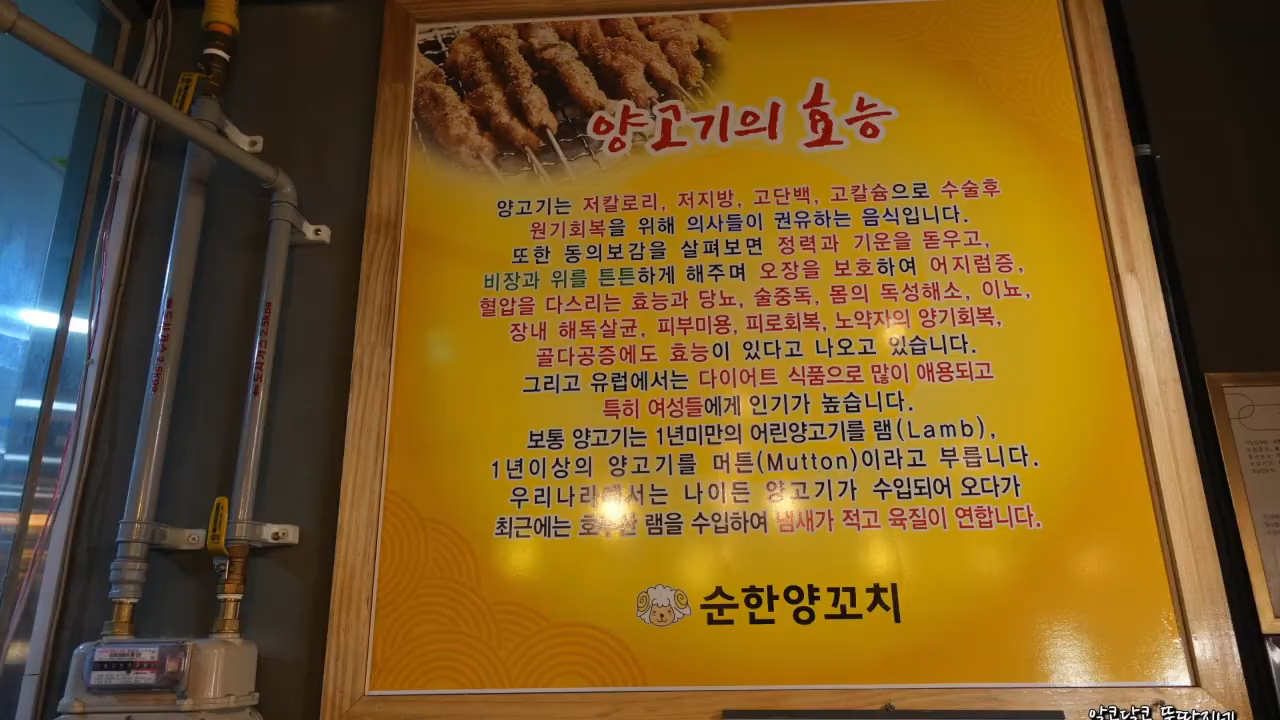 양고기의 효능
양고기는 저칼로리, 저지방, 고단백, 고칼슘으로 수술후
원기회복을 위해 의사들이 권유하는 음식입니다.
또한 동의보감을 살펴보면 정력과 기운을 돋우고,
비장과 위를 튼튼하게 해주며 오장을 보호하여 어지럼증,
혈압을 다스리는 효능과 당뇨, 술중독, 몸의 독성해소, 이뇨,
장내 해독살균, 피부미용, 피로회복, 노약자의 양기회복,
골다공증에도 효능이 있다고 나오고 있습니다.
그리고 유럽에서는 다이어트 식품으로 많이 애용되고
특히 여성들에게 인기가 높습니다.
보통 양고기는 1년미만의 어린양고기를 램(Lamb),
1년이상의 양고기를 머튼(Mutton)이라고 부릅니다.
우리나라에서는 나이든 양고기가 수입되어 오다가
최근에는 램을 수입하여 냄새가 적고 육질이 연합니다.
순한양꼬치